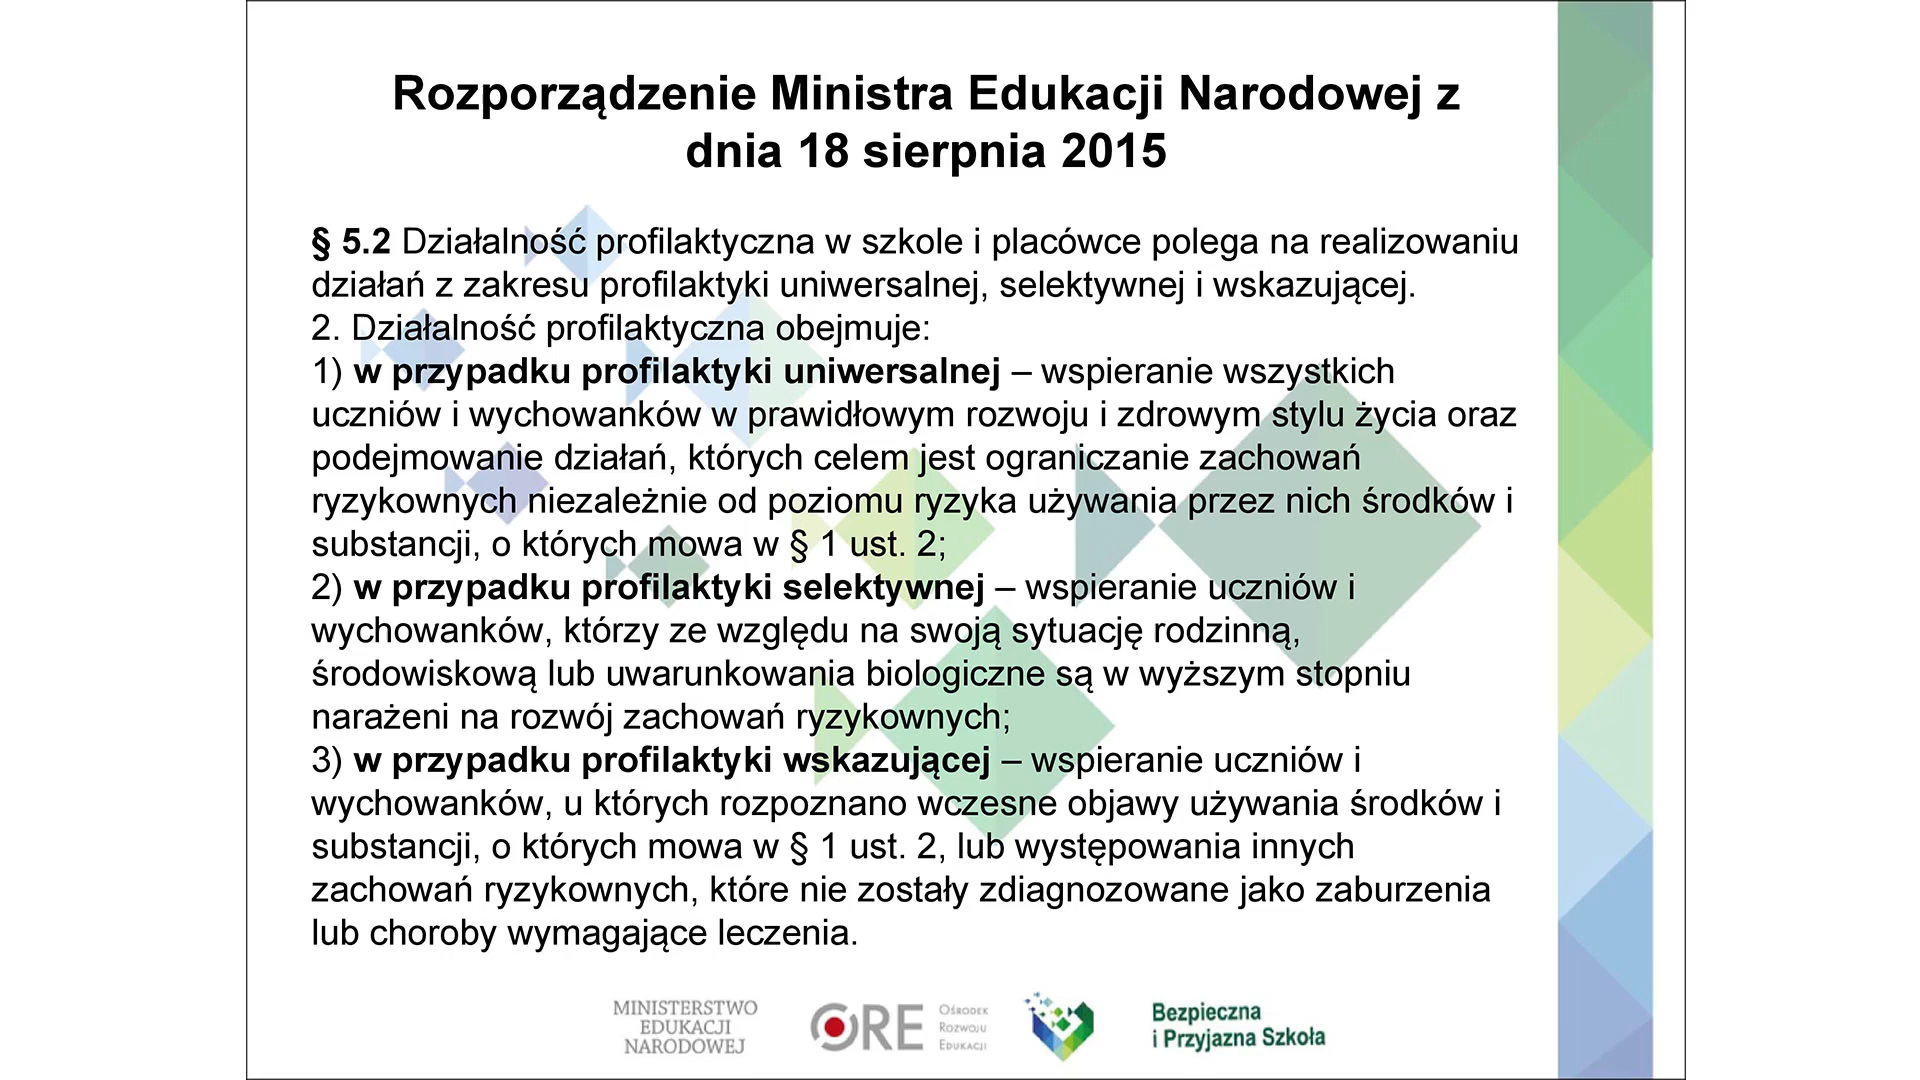 Rozporządzenie Ministra Edukacji Narodowej z
dnia 18 sierpnia 2015
§ 5.2 Działalność profilaktyczna w szkole i placówce polega na realizowaniu
działań z zakresu profilaktyki uniwersalnej, selektywnej i wskazującej.
2. Działalność profilaktyczna obejmuje:
1) w przypadku profilaktyki uniwersalnej – wspieranie wszystkich
uczniów i wychowanków w prawidłowym rozwoju i zdrowym stylu życia oraz
podejmowanie działań, których celem jest ograniczanie zachowań
ryzykownych niezależnie od poziomu ryzyka używania przez nich środków i
substancji, o których mowa w § 1 ust. 2;
2) w przypadku profilaktyki selektywnej – wspieranie uczniów i
wychowanków, którzy ze względu na swoją sytuację rodzinną,
środowiskową lub uwarunkowania biologiczne są w wyższym stopniu
narażeni na rozwój zachowań ryzykownych;
3) w przypadku profilaktyki wskazującej – wspieranie uczniów i
wychowanków, u których rozpoznano wczesne objawy używania środków i
substancji, o których mowa w § 1 ust. 2, lub występowania innych
zachowań ryzykownych, które nie zostały zdiagnozowane jako zaburzenia
lub choroby wymagające leczenia.
MINISTERSTWO
EDUKACJI
NARODOWEJ
ORE
OŚRODEK
ROZWOJU
EDUKACJI
Bezpieczna
i Przyjazna Szkoła